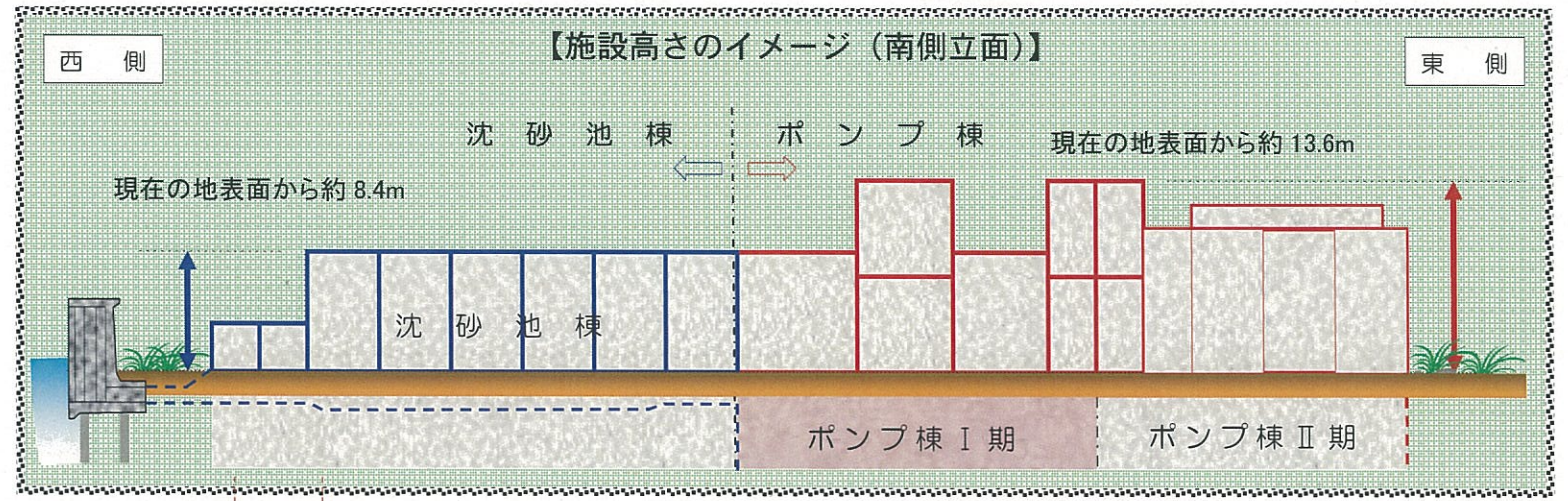 【施設高さのイメージ（南側立面）】
西　側
東　側
沈砂池棟
ポンプ棟
現在の地表面から約 13.6m
現在の地表面から約 8.4m
沈砂池棟
ポンプ棟Ⅰ期
ポンプ棟Ⅱ期